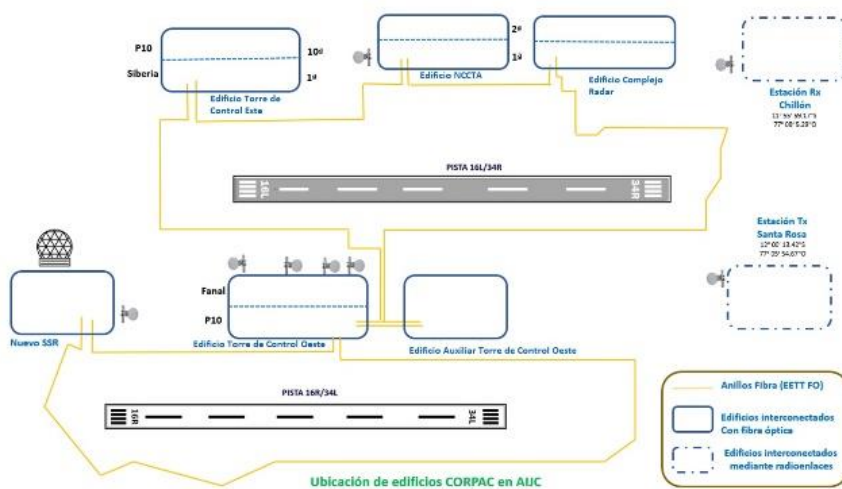 P10
10º
Siberia
1º
Edificio Torre de
Control Este
2º
1º
Edificio NCCTA
Edificio Complejo
Radar
Estación Rx
Chillón
PISTA 16L/34R
16L
34R
Estación Tx
Santa Rosa
Nuevo SSR
Fanal
P10
Edificio Torre de Control Oeste
Edificio Auxiliar Torre de Control Oeste
PISTA 16R/34L
16R
34L
Anillos Fibra (EETT FO)
Edificios interconectados
Con fibra óptica
Edificios interconectados
mediante radioenlaces
Ubicación de edificios CORPAC en AIJC